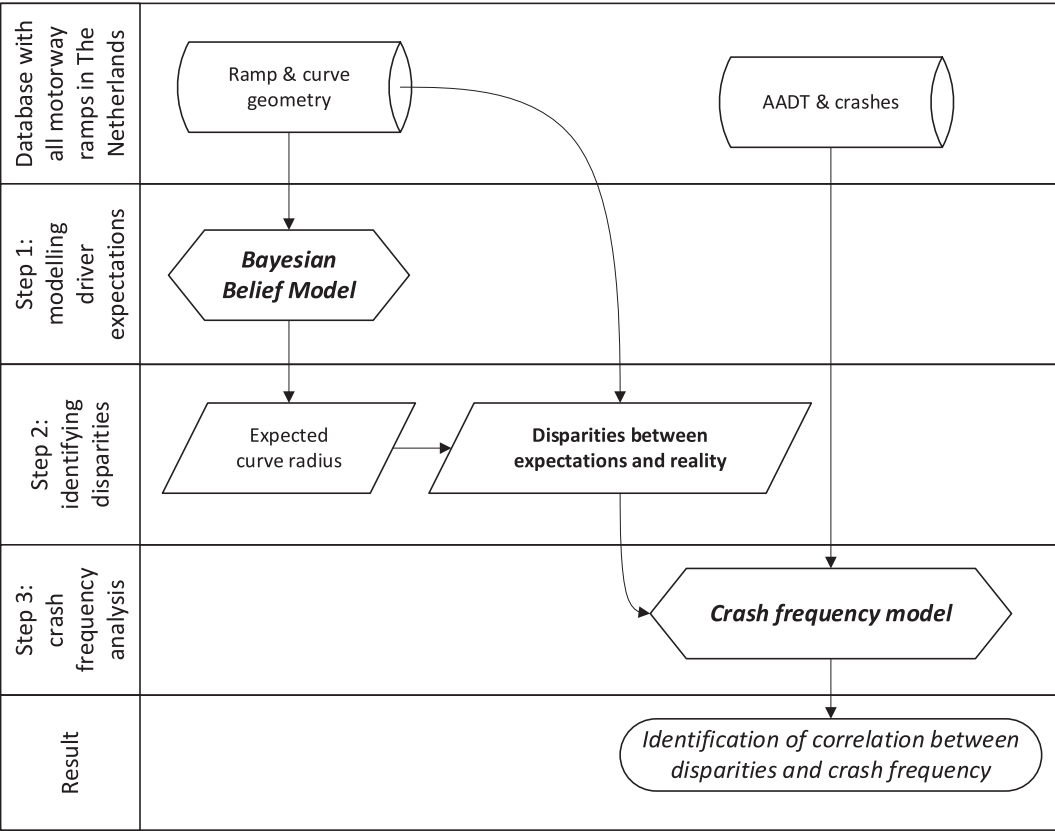 Database with
all motorway
ramps in The
Netherlands
Ramp & curve
geometry
AADT & crashes
Step 1:
modelling
driver
expectations
Bayesian
Belief Model
Step 2:
identifying
disparities
Expected
curve radius
Disparities between
expectations and reality
Step 3:
crash
frequency
analysis
Crash frequency model
Result
Identification of correlation between
disparities and crash frequency